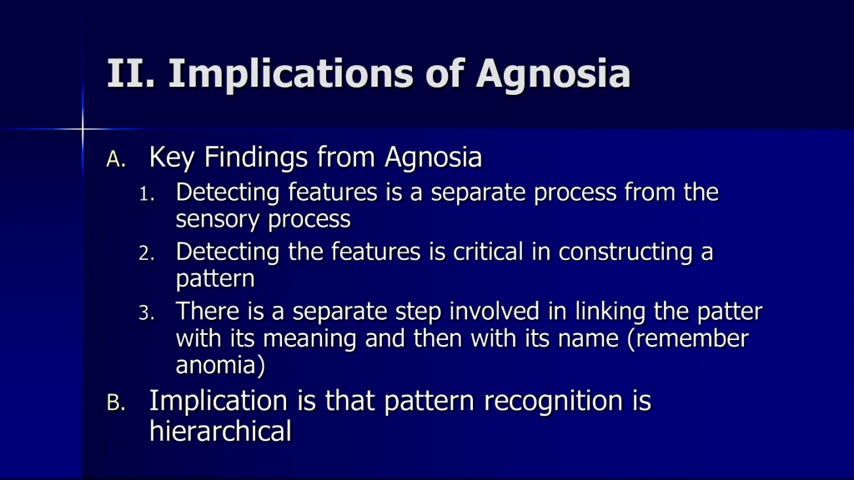 II. Implications of Agnosia
A. Key Findings from Agnosia
1. Detecting features is a separate process from the
sensory process
2. Detecting the features is critical in constructing a
pattern
3. There is a separate step involved in linking the patter
with its meaning and then with its name (remember
anomia)
B. Implication is that pattern recognition is
hierarchical